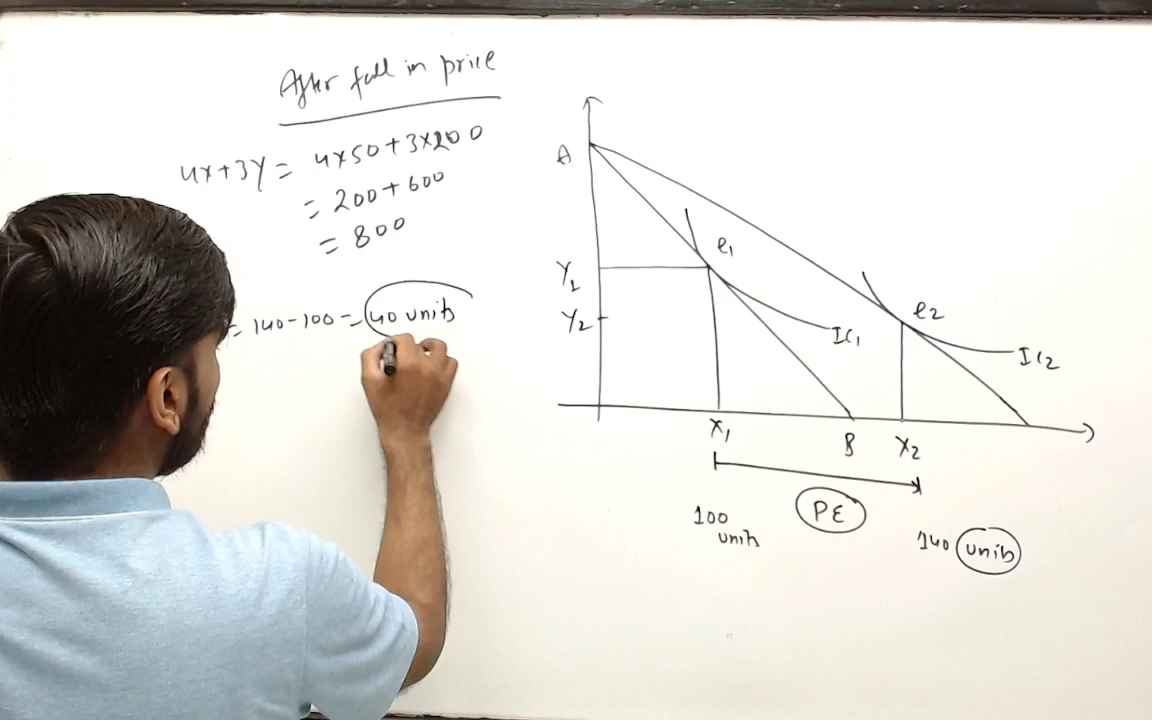 After fall in price
4x+3Y = 4×50+3×200
= 200+600
= 800
= 140-100 = 40 units
A
e1
Y1
Y2
IC1
e2
IC2
X1
B
X2
PE
100
units
140 units